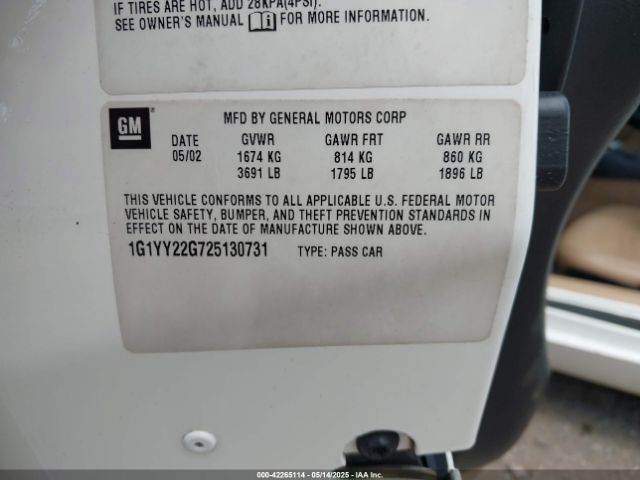 IF TIRES ARE HOT, ADD 28KPA(4PSI).
SEE OWNER'S MANUAL FOR MORE INFORMATION.
GM®
MFD BY GENERAL MOTORS CORP
DATE GVWR GAWR FRT GAWR RR
05/02 1674 KG 814 KG 860 KG
3691 LB 1795 LB 1896 LB
THIS VEHICLE CONFORMS TO ALL APPLICABLE U.S. FEDERAL MOTOR
VEHICLE SAFETY, BUMPER, AND THEFT PREVENTION STANDARDS IN
EFFECT ON THE DATE OF MANUFACTURE SHOWN ABOVE.
1G1YY22G725130731 TYPE: PASS CAR
000-42265114 - 05/14/2025 - IAA Inc.